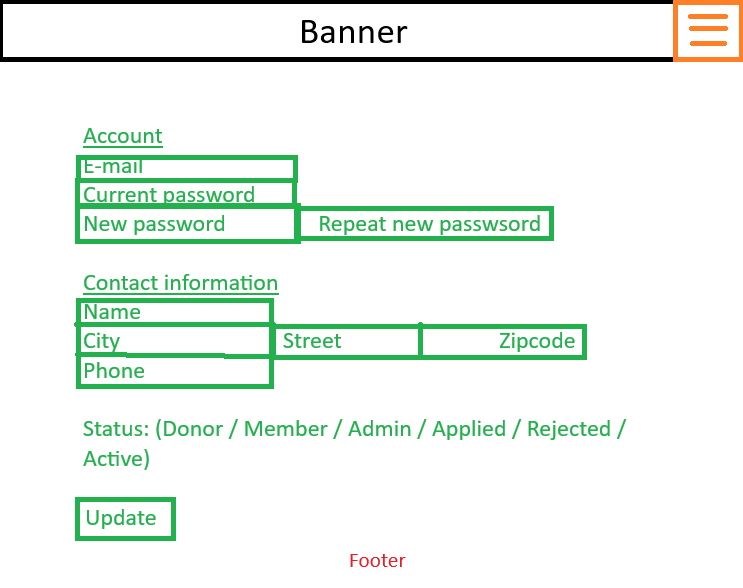 Banner
Account
E-mail
Current password
New password Repeat new passwsord
Contact information
Name
City Street Zipcode
Phone
Status: (Donor / Member / Admin / Applied / Rejected /
Active)
Update
Footer